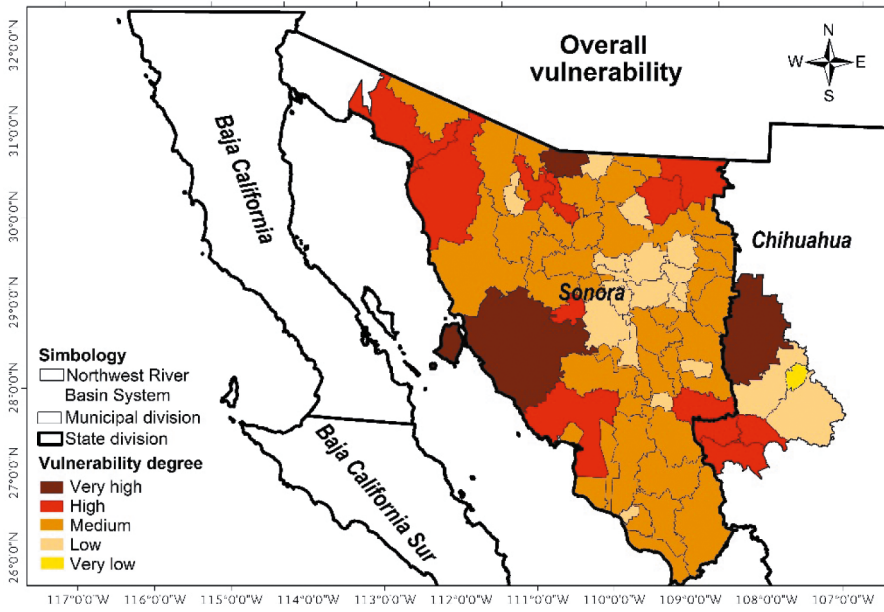 Overall
vulnerability
N
W E
S
32°0'0"N
31°0'0"N
30°0'0"N
29°0'0"N
28°0'0"N
27°0'0"N
26°0'0"N
Baja California
Chihuahua
Sonora
Baja California Sur
Simbology
Northwest River
Basin System
Municipal division
State division
Vulnerability degree
Very high
High
Medium
Low
Very low
117°0'0"W 116°0'0"W 115°0'0"W 114°0'0"W 113°0'0"W 112°0'0"W 111°0'0"W 110°0'0"W 109°0'0"W 108°0'0"W 107°0'0"W